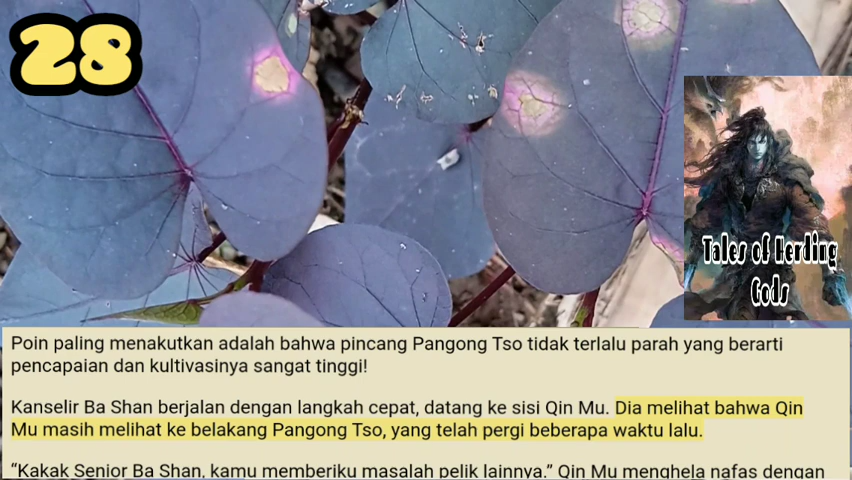 28
Tales of Herding
Gods
Poin paling menakutkan adalah bahwa pincang Pangong Tso tidak terlalu parah yang berarti
pencapaian dan kultivasinya sangat tinggi!
Kanselir Ba Shan berjalan dengan langkah cepat, datang ke sisi Qin Mu. Dia melihat bahwa Qin
Mu masih melihat ke belakang Pangong Tso, yang telah pergi beberapa waktu lalu.
“Kakak Senior Ba Shan, kamu memberiku masalah pelik lainnya.” Qin Mu menghela nafas dengan